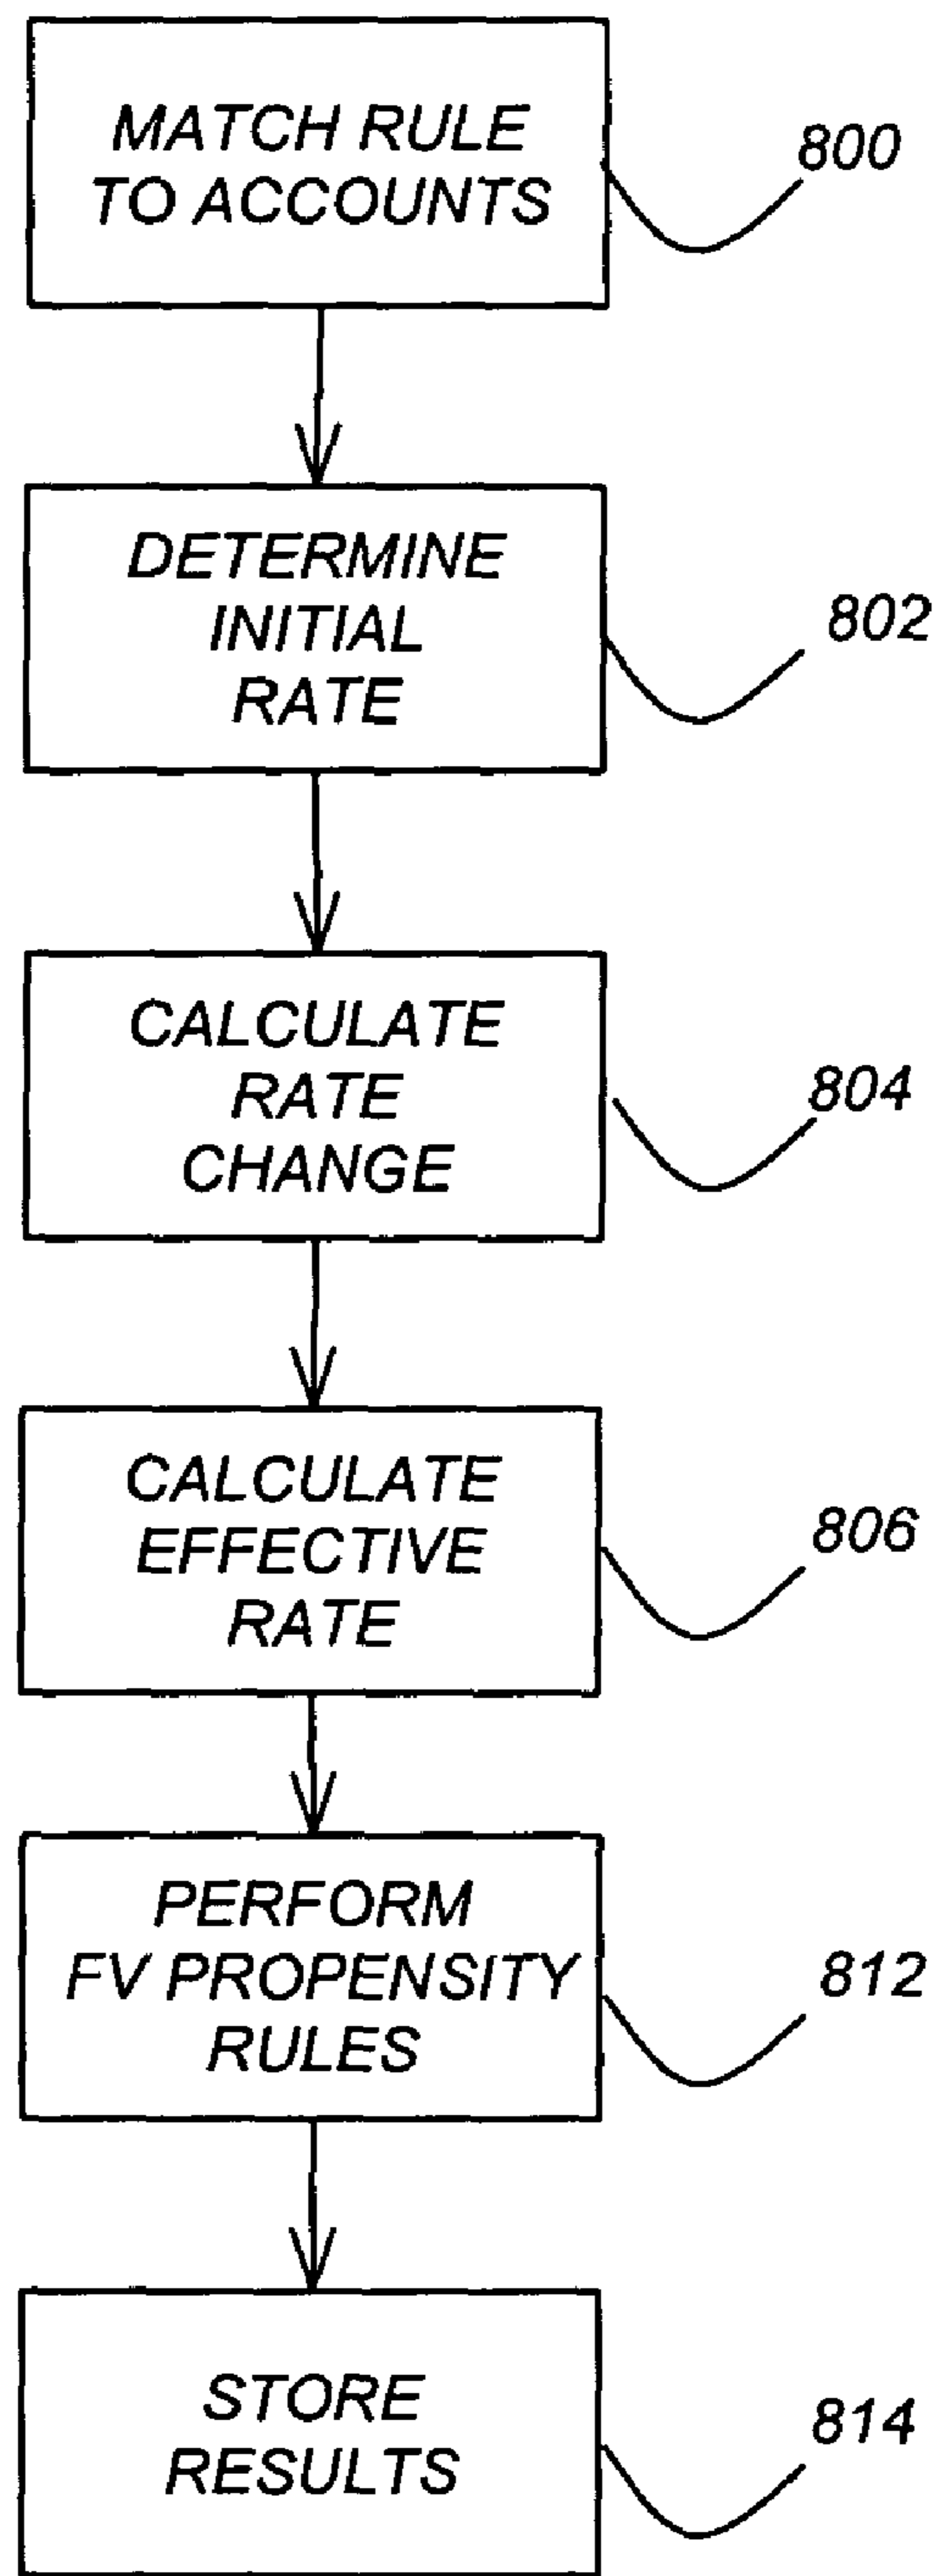 MATCH RULE
TO ACCOUNTS
800
DETERMINE
INITIAL
RATE
802
CALCULATE
RATE
CHANGE
804
CALCULATE
EFFECTIVE
RATE
806
PERFORM
FV PROPENSITY
RULES
812
STORE
RESULTS
814